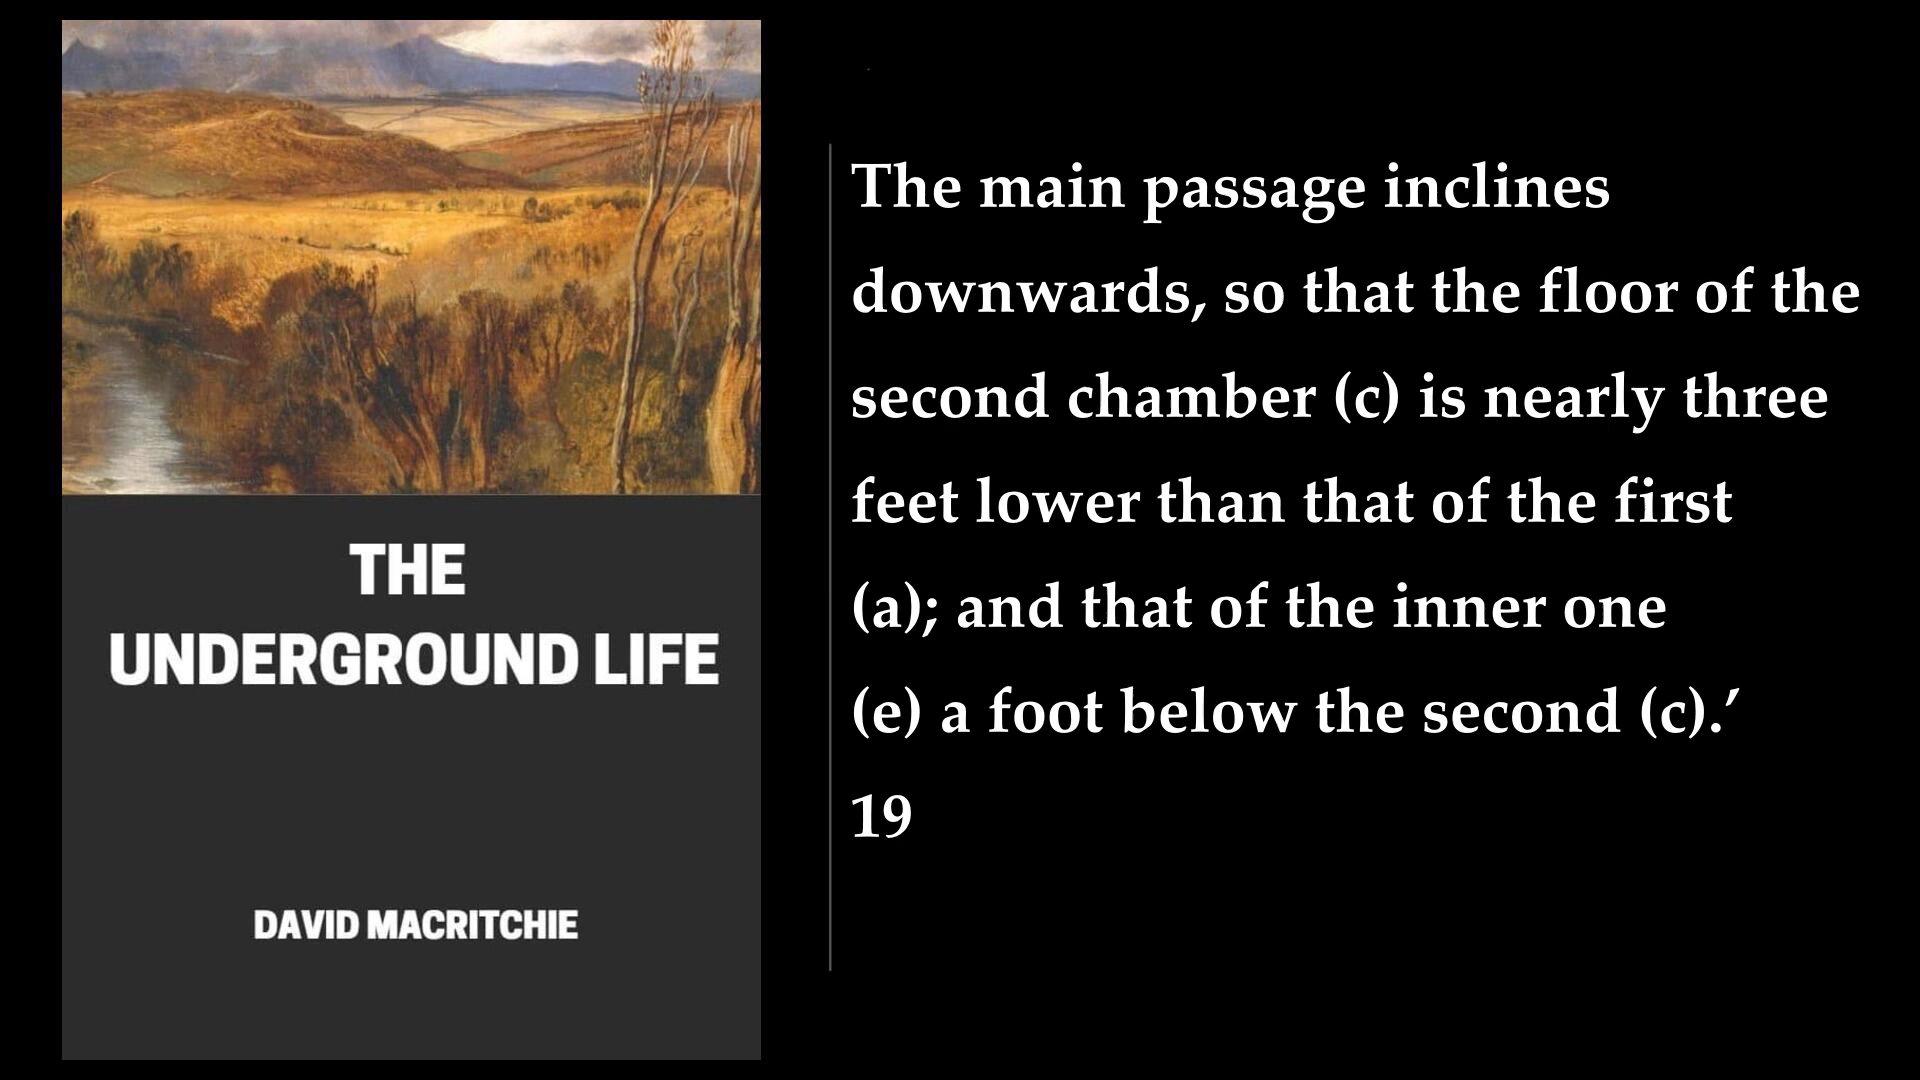 THE
UNDERGROUND LIFE
DAVID MACRITCHIE
The main passage inclines
downwards, so that the floor of the
second chamber (c) is nearly three
feet lower than that of the first
(a); and that of the inner one
(e) a foot below the second (c).’
19